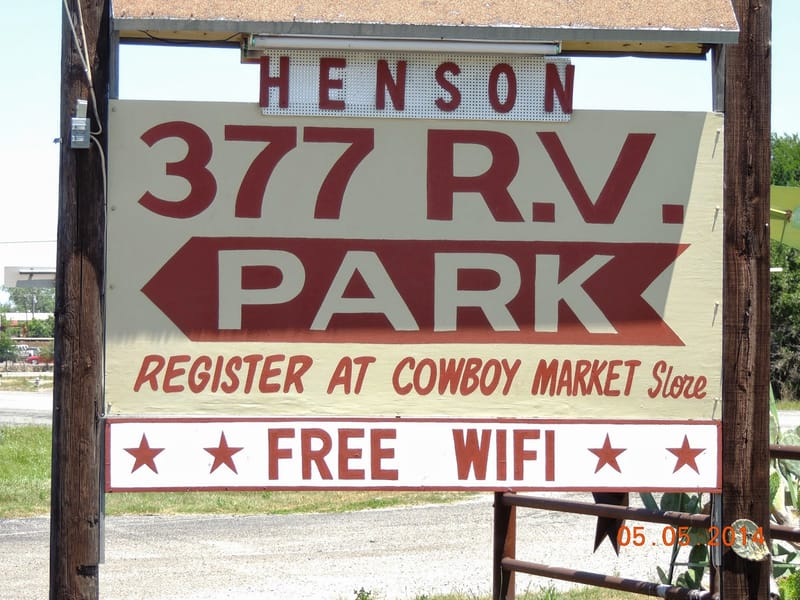 HENSON
377 R.V.
PARK
REGISTER AT COWBOY MARKET Store
★ ★ FREE WIFI ★ ★
05.05.2014